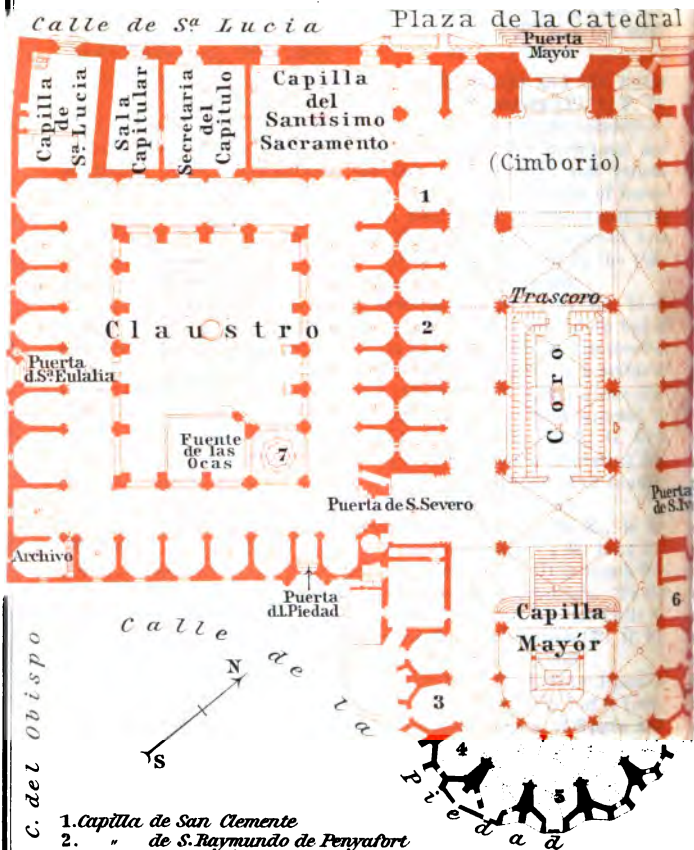 Calle de Sª Lucia
Plaza de la Catedral
Puerta
Mayór
Capilla
de
Sª Lucia
Sala
Capitular
Secretaria
del
Capitulo
Capilla
del
Santisimo
Sacramento
(Cimborio)
1
Trascoro
Claustro
2
Coro
Puerta
d.Sª Eulalia
Fuente
de las
Ocas
7
Puerta de S.Severo
Puerta
de S.
Archivo
Puerta
d.l.Piedad
6
Capilla
Mayór
Calle de la Piedad
C. del Obispo
N
S
3
4
5
1. Capilla de San Clemente
2. " de S. Raymundo de Penyafort